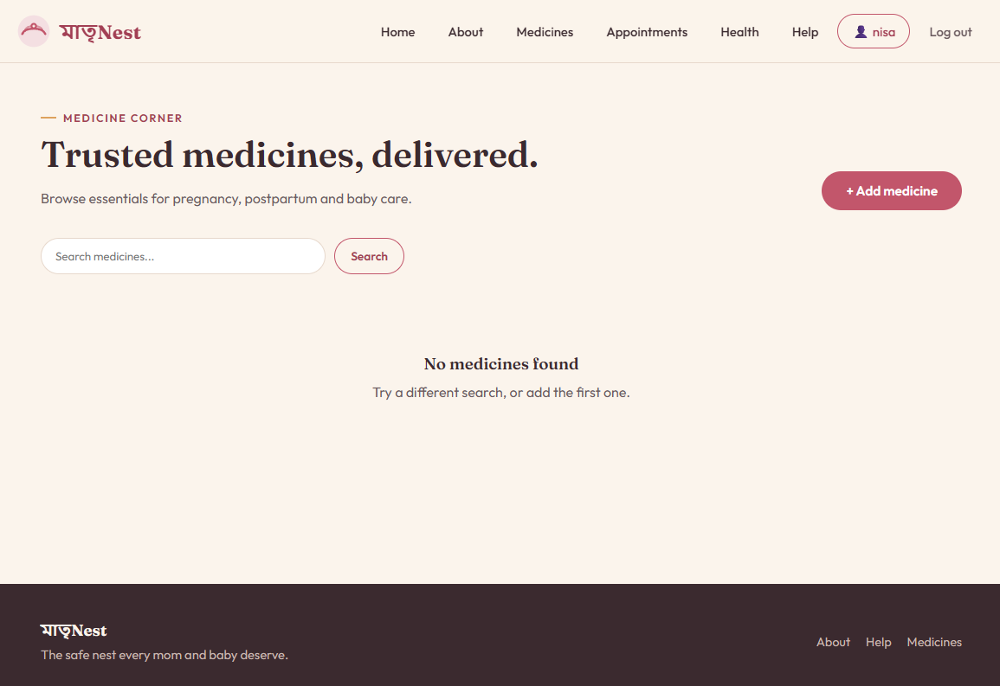 মাতৃNest
Home About Medicines Appointments Health Help nisa Log out
MEDICINE CORNER
Trusted medicines, delivered.
Browse essentials for pregnancy, postpartum and baby care.
+ Add medicine
Search medicines... Search
No medicines found
Try a different search, or add the first one.
মাতৃNest
The safe nest every mom and baby deserve.
About Help Medicines